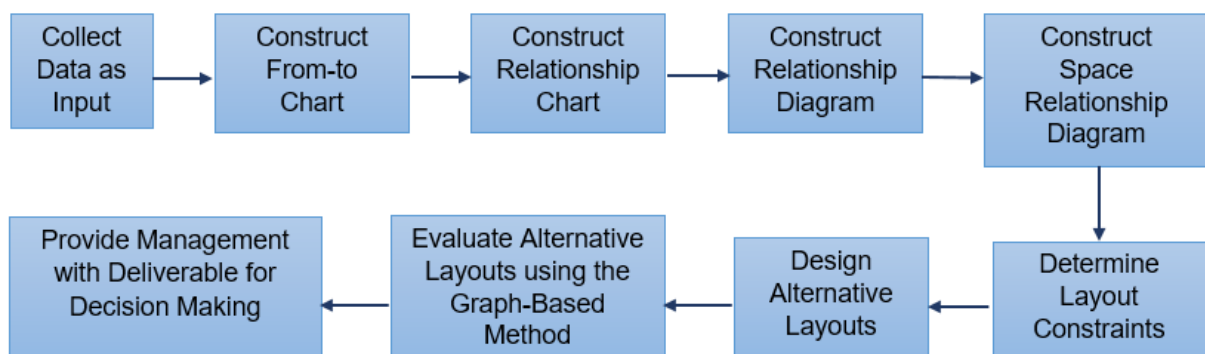 Collect
Data as
Input
Construct
From-to
Chart
Construct
Relationship
Chart
Construct
Relationship
Diagram
Construct
Space
Relationship
Diagram
Determine
Layout
Constraints
Design
Alternative
Layouts
Evaluate Alternative
Layouts using the
Graph-Based
Method
Provide Management
with Deliverable for
Decision Making